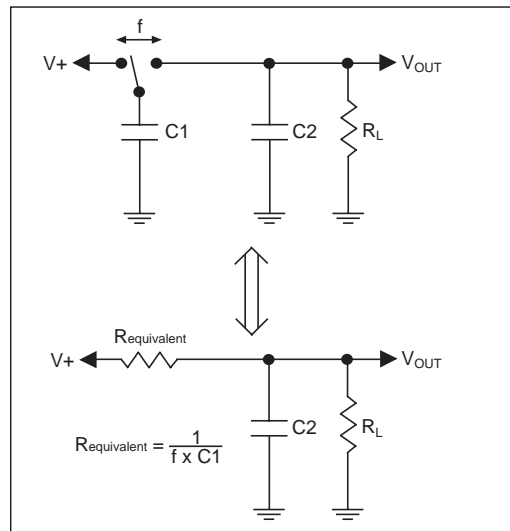 f
V+
VOUT
C1
C2
RL
Requivalent
V+
VOUT
C2
RL
Requivalent = 1
f x C1